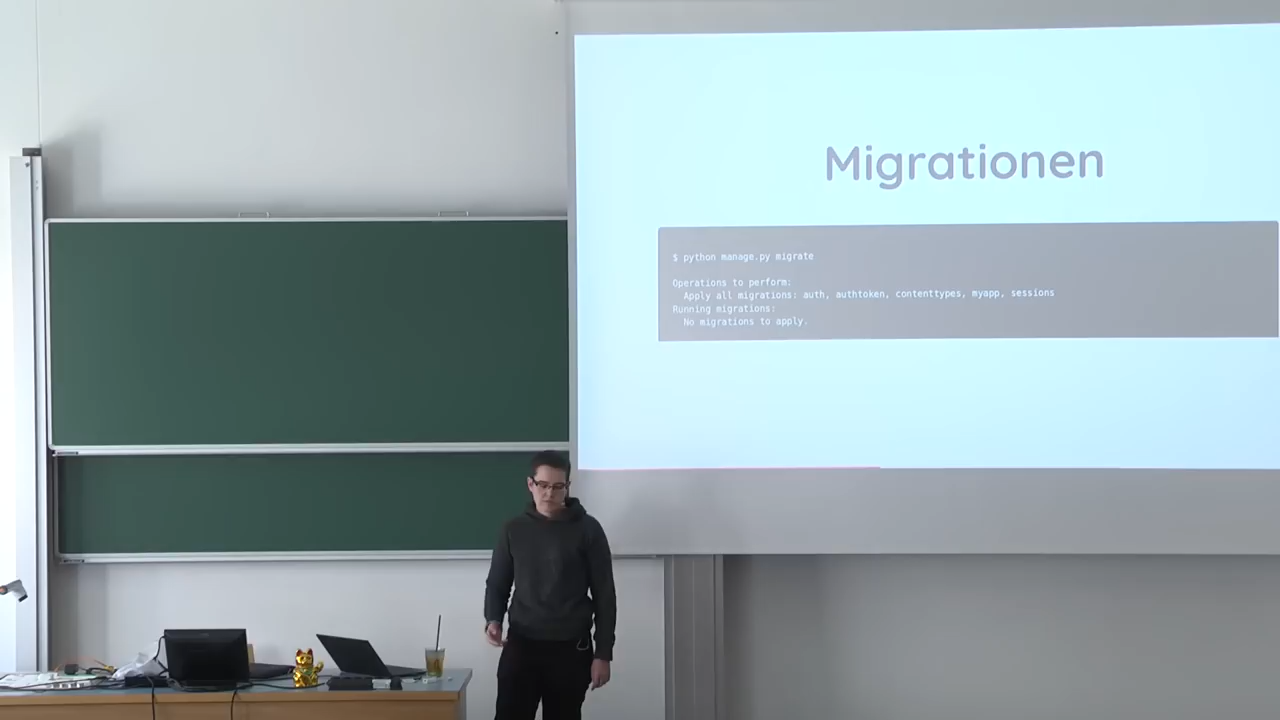 Migrationen
$ python manage.py migrate
Operations to perform:
Apply all migrations: auth, authtoken, contenttypes, myapp, sessions
Running migrations:
No migrations to apply.